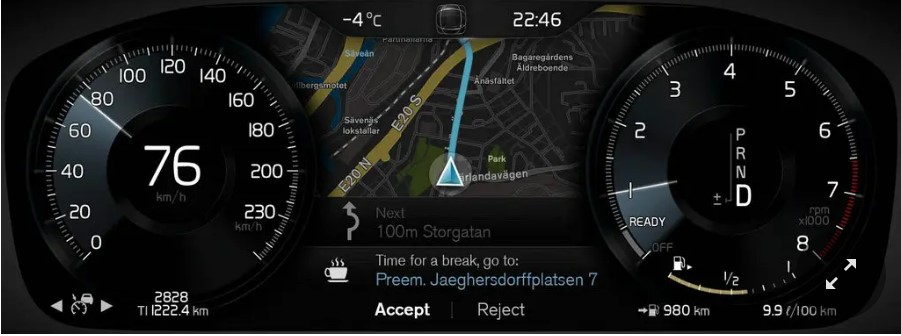 -4°C
22:46
0
20
40
60
80
100
120
140
160
180
200
230
km/h
76
km/h
2828
TI 1222.4 km
Säveån
Bagaregårdens
Äldreboende
Änäsfältet
Sävenäs
lokstallar
E20 S
E20 N
Park
Next
100m Storgatan
Time for a break, go to:
Preem. Jaeghersdorffplatsen 7
Accept
Reject
1
2
3
4
5
6
7
8
rpm
x1000
READY
OFF
P
R
N
D
±
1/2
1
980 km
9.9 ℓ/100 km